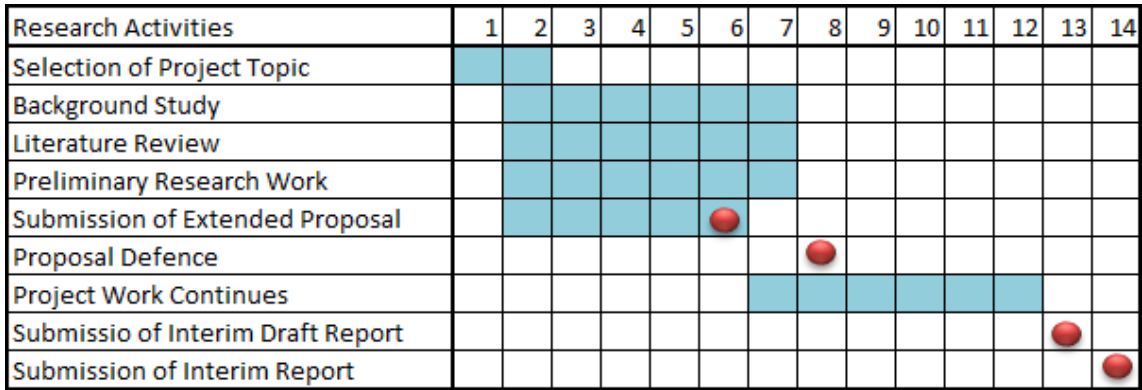 Research Activities 1 2 3 4 5 6 7 8 9 10 11 12 13 14
Selection of Project Topic
Background Study
Literature Review
Preliminary Research Work
Submission of Extended Proposal
Proposal Defence
Project Work Continues
Submissio of Interim Draft Report
Submission of Interim Report